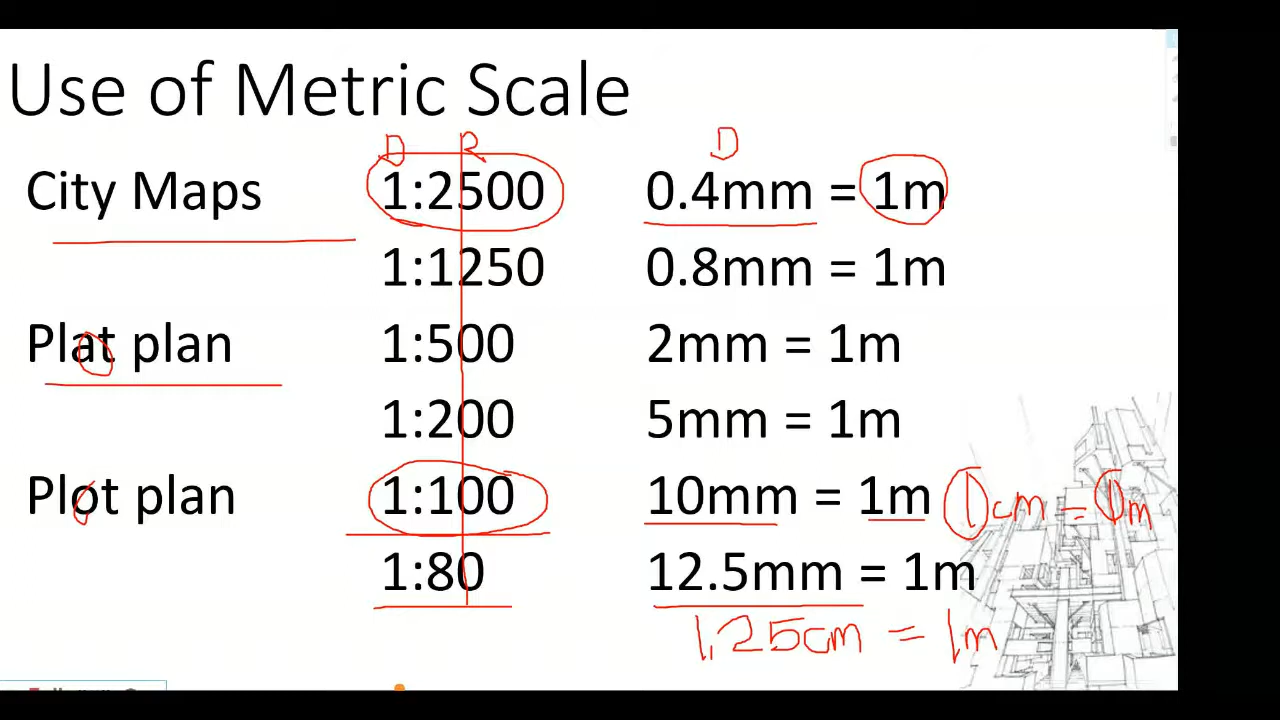 Use of Metric Scale
D R D
City Maps 1:2500 0.4mm = 1m
1:1250 0.8mm = 1m
Plat plan 1:500 2mm = 1m
1:200 5mm = 1m
Plot plan 1:100 10mm = 1m 1cm = 1m
1:80 12.5mm = 1m
1.25cm = 1m